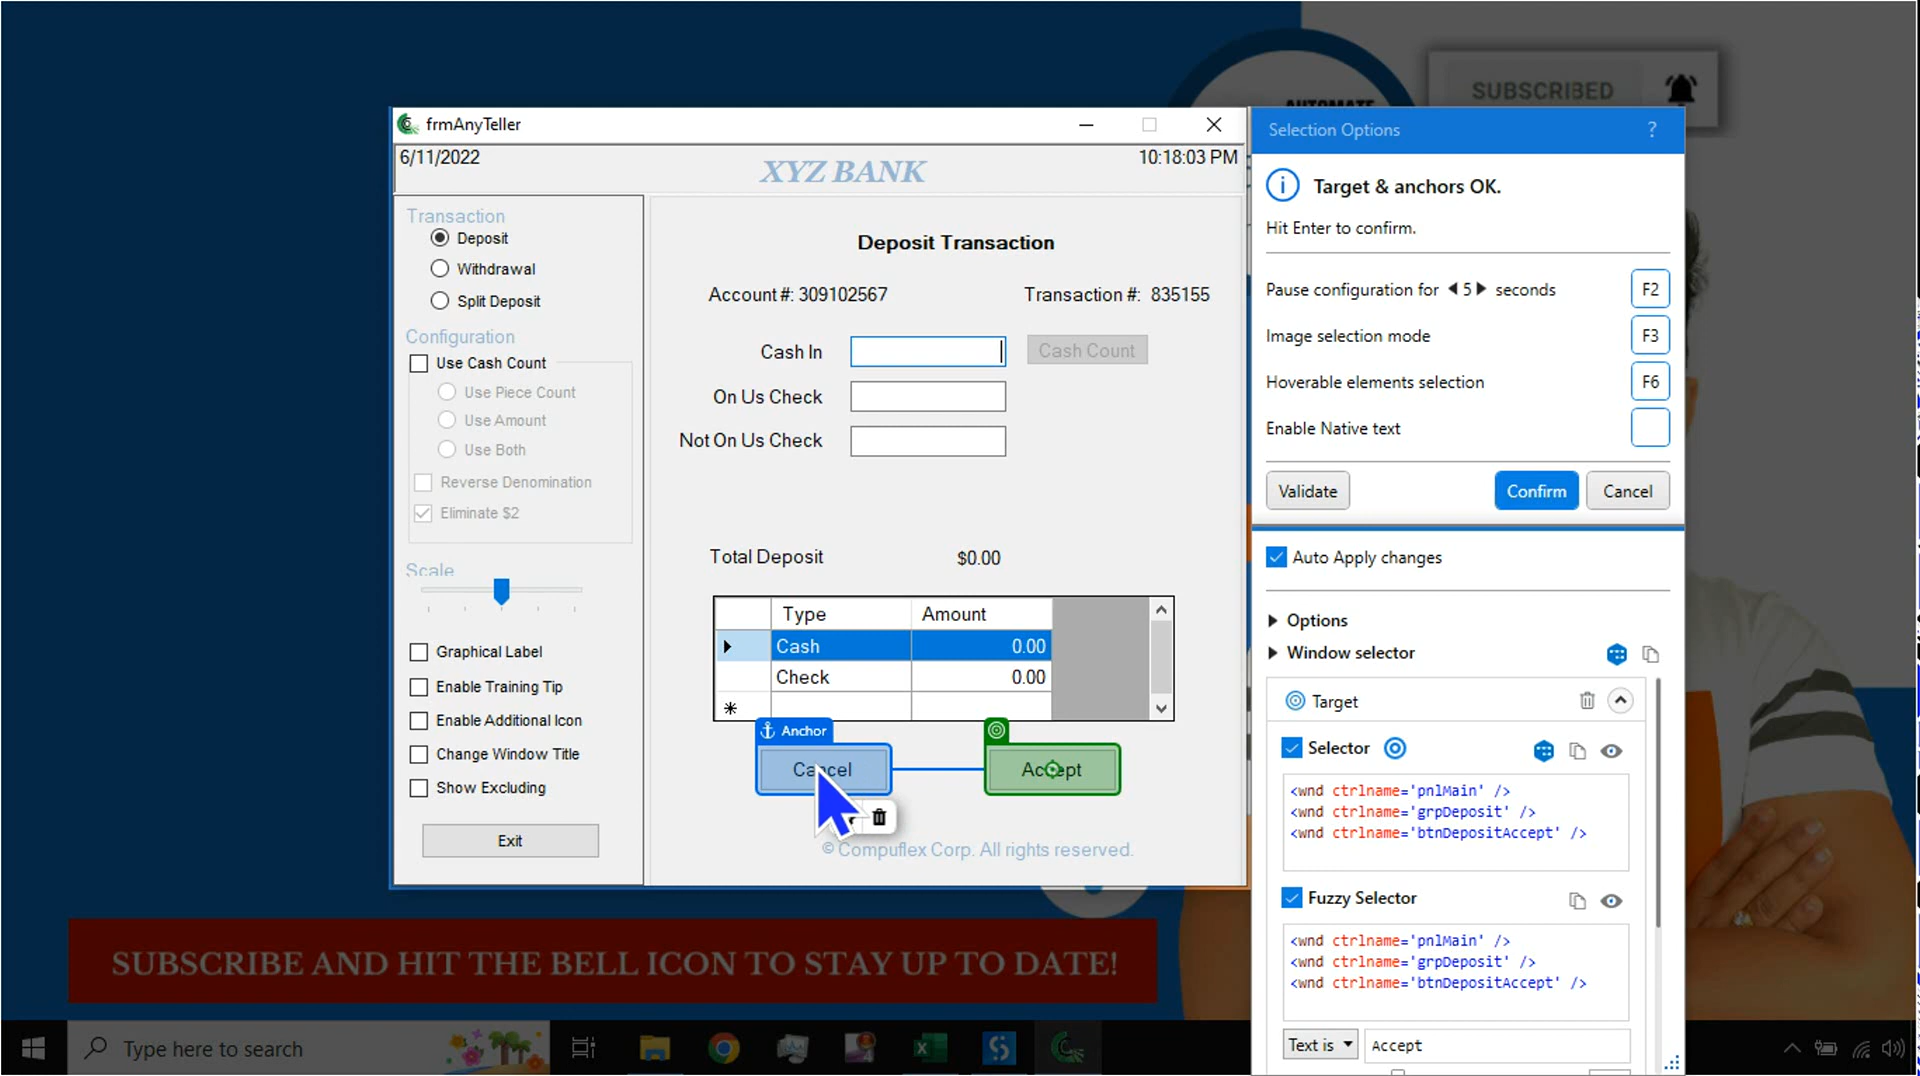 AUTOMATE
SUBSCRIBED
frmAnyTeller
6/11/2022
XYZ BANK
10:18:03 PM
Transaction
Deposit
Withdrawal
Split Deposit
Configuration
Use Cash Count
Use Piece Count
Use Amount
Use Both
Reverse Denomination
Eliminate $2
Scale
Graphical Label
Enable Training Tip
Enable Additional Icon
Change Window Title
Show Excluding
Exit
Deposit Transaction
Account #: 309102567
Transaction #: 835155
Cash In
Cash Count
On Us Check
Not On Us Check
Total Deposit
$0.00
Type Amount
Cash 0.00
Check 0.00
Anchor
Cancel
Accept
© Compuflex Corp. All rights reserved.
Selection Options ?
Target & anchors OK.
Hit Enter to confirm.
Pause configuration for 5 seconds F2
Image selection mode F3
Hoverable elements selection F6
Enable Native text
Validate Confirm Cancel
Auto Apply changes
Options
Window selector
Target
Selector
<wnd ctrlname='pnlMain' />
<wnd ctrlname='grpDeposit' />
<wnd ctrlname='btnDepositAccept' />
Fuzzy Selector
<wnd ctrlname='pnlMain' />
<wnd ctrlname='grpDeposit' />
<wnd ctrlname='btnDepositAccept' />
Text is Accept
SUBSCRIBE AND HIT THE BELL ICON TO STAY UP TO DATE!
Type here to search
4